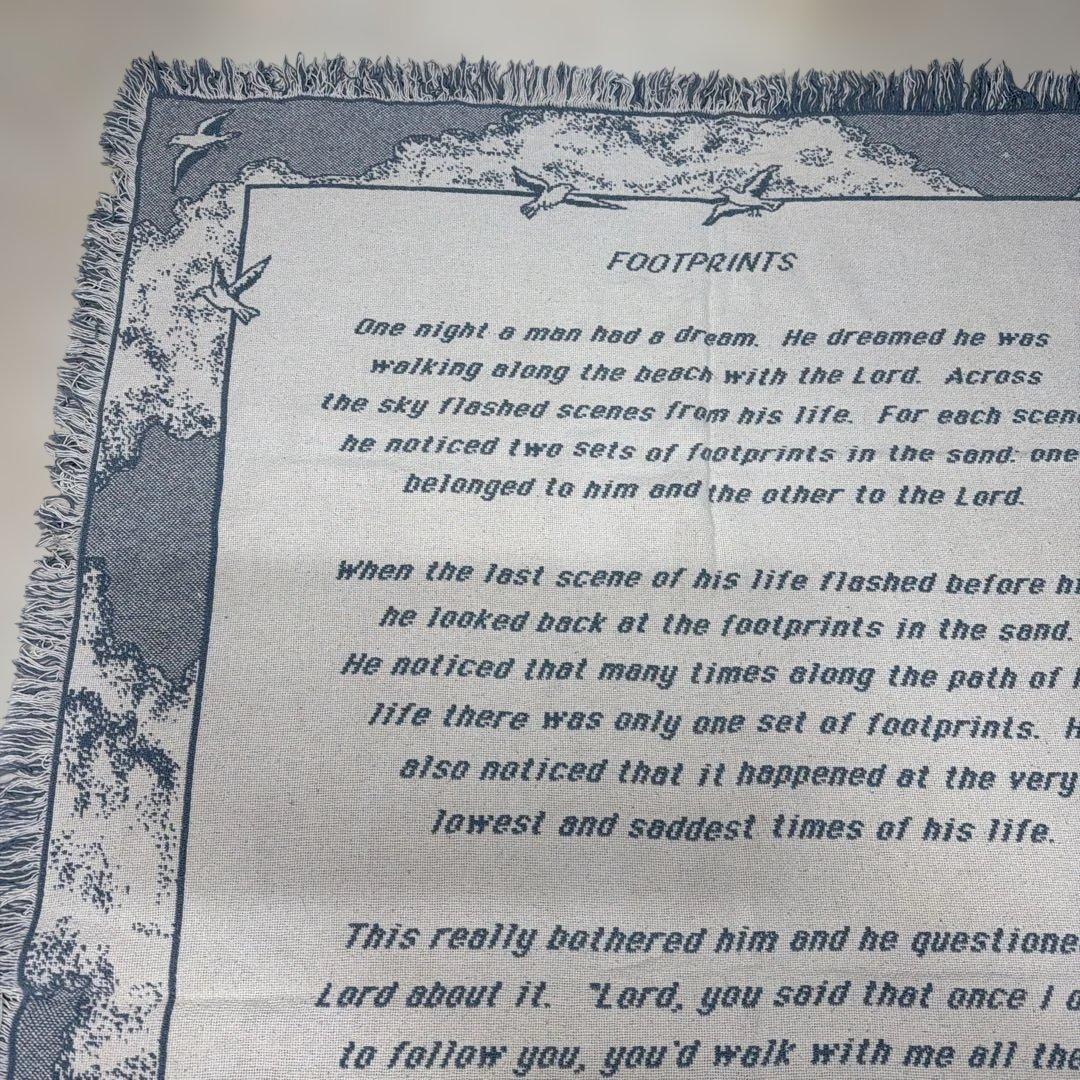 FOOTPRINTS
One night a man had a dream. He dreamed he was
walking along the beach with the Lord. Across
the sky flashed scenes from his life. For each
he noticed two sets of footprints in the sand: one
belonged to him and the other to the Lord.
When the last scene of his life flashed before
he looked back at the footprints in the sand.
He noticed that many times along the path of
life there was only one set of footprints.
also noticed that it happened at the very
lowest and saddest times of his life.
This really bothered him and he
Lord about it. "Lord, you said that once I
to follow you, you'd walk with me all the